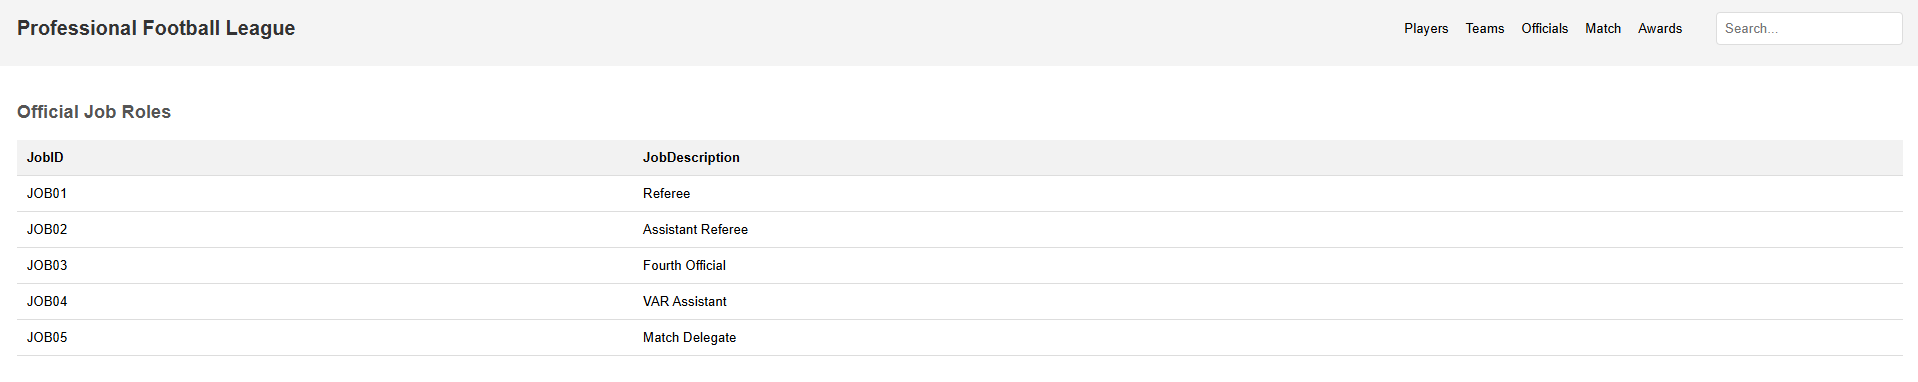 Professional Football League
Players Teams Officials Match Awards Search...
Official Job Roles
JobID JobDescription
JOB01 Referee
JOB02 Assistant Referee
JOB03 Fourth Official
JOB04 VAR Assistant
JOB05 Match Delegate